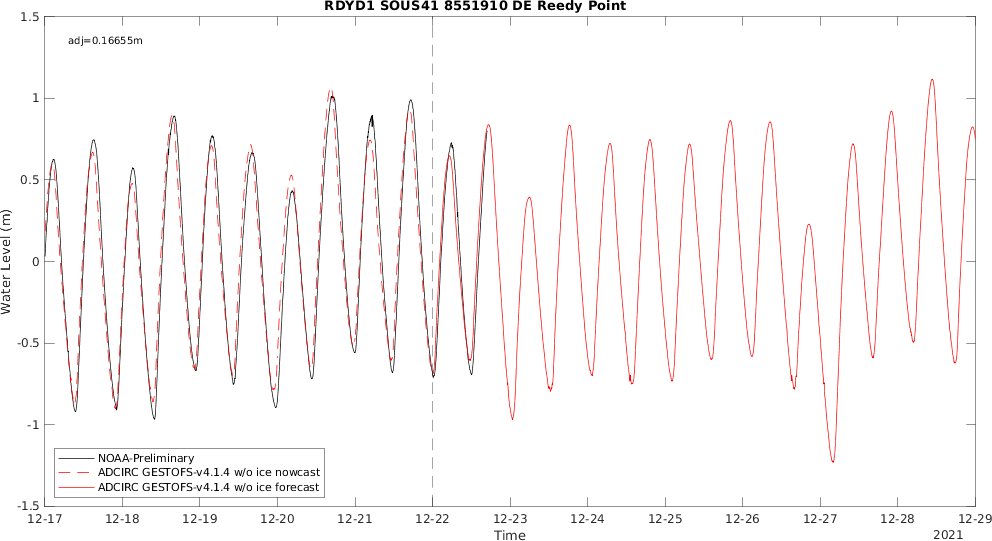 RDYD1 SOUS41 8551910 DE Reedy Point
adj=0.16655m
1.5
1
0.5
0
-0.5
-1
-1.5
Water Level (m)
NOAA-Preliminary
ADCIRC GESTOFS-v4.1.4 w/o ice nowcast
ADCIRC GESTOFS-v4.1.4 w/o ice forecast
12-17 12-18 12-19 12-20 12-21 12-22 12-23 12-24 12-25 12-26 12-27 12-28 12-29
Time
2021